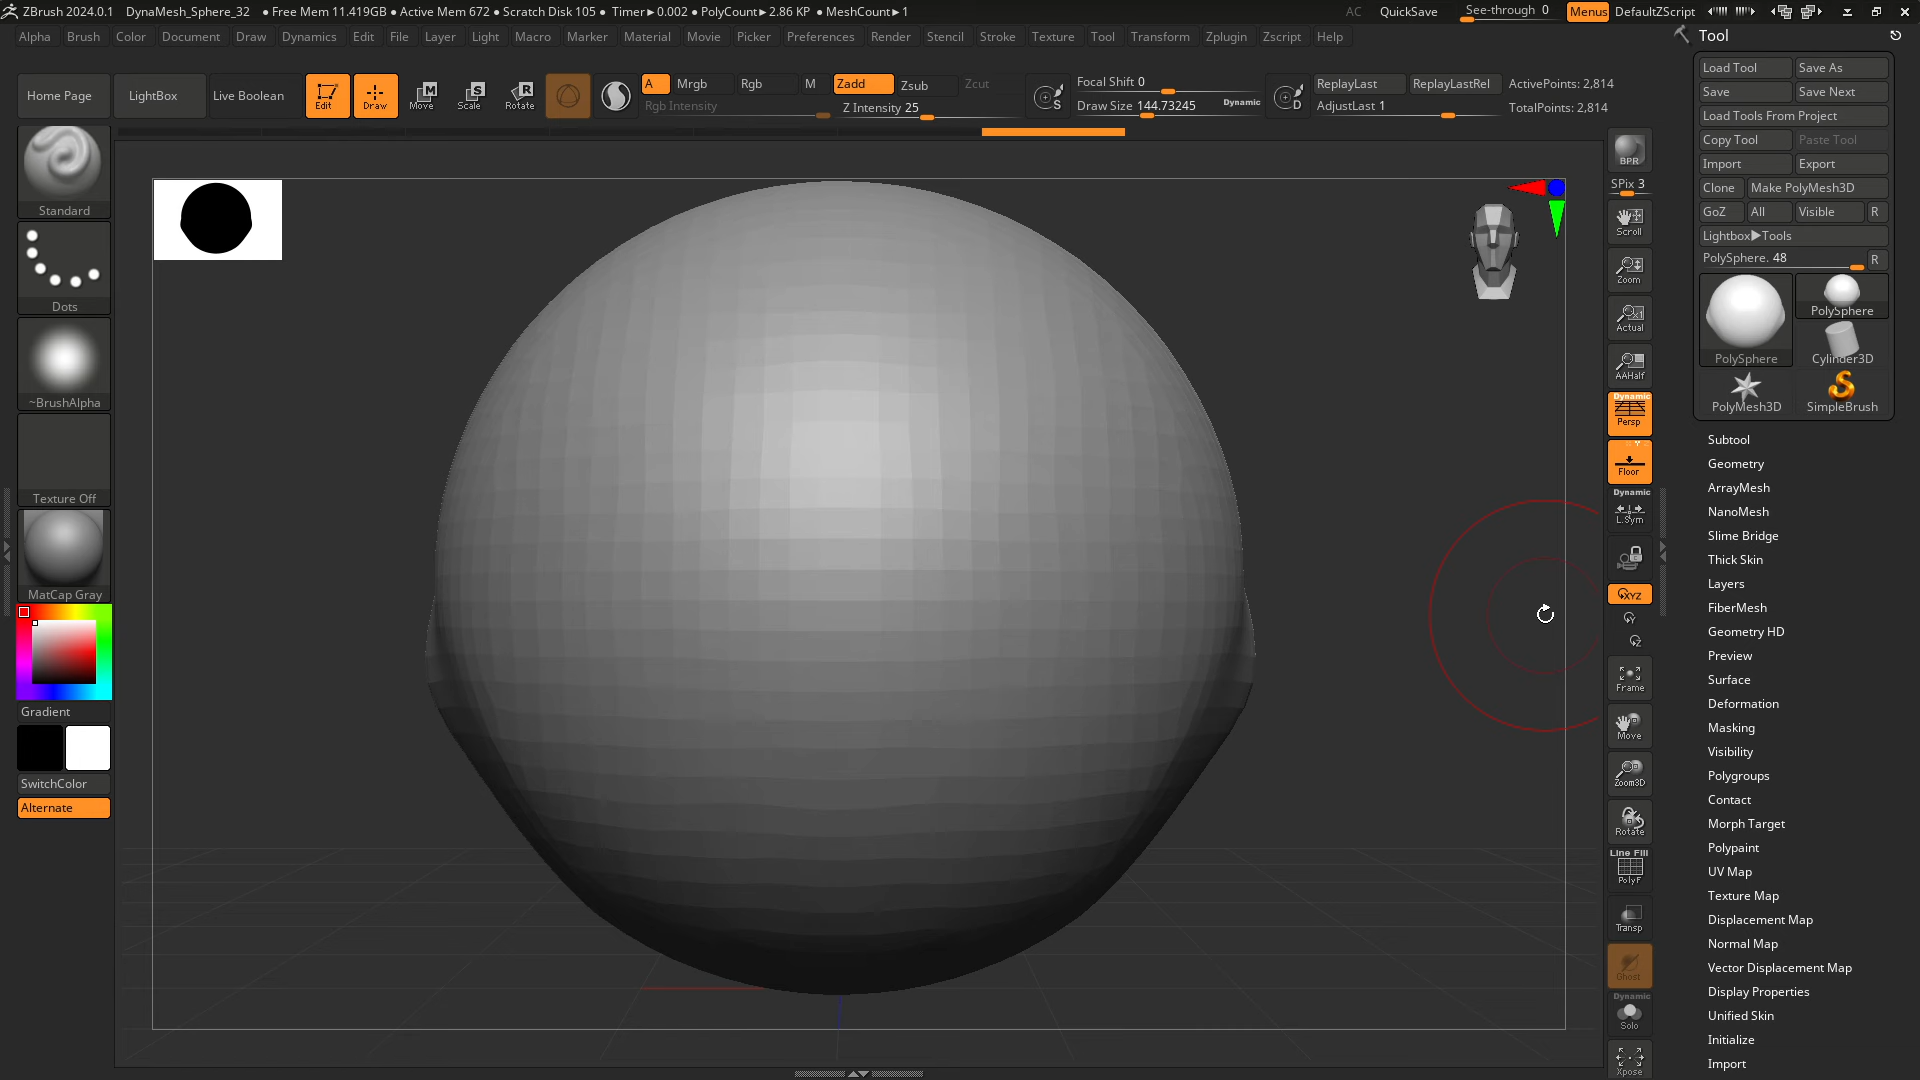 ZBrush 2024.0.1 DynaMesh_Sphere_32 ● Free Mem 11.419GB ● Active Mem 672 ● Scratch Disk 105 ● Timer▶0.002 ● PolyCount▶2.86 KP ● MeshCount▶1 AC QuickSave See-through 0 Menus DefaultZScript
Alpha Brush Color Document Draw Dynamics Edit File Layer Light Macro Marker Material Movie Picker Preferences Render Stencil Stroke Texture Tool Transform Zplugin Zscript Help
Home Page LightBox Live Boolean Edit Draw Move Scale Rotate
M S R
A Mrgb Rgb M Zadd Zsub Zcut
Rgb Intensity Z Intensity 25
S Focal Shift 0
Draw Size 144.73245 Dynamic
D ReplayLast ReplayLastRel
AdjustLast 1
ActivePoints: 2,814
TotalPoints: 2,814
Standard
Dots
~BrushAlpha
Texture Off
MatCap Gray
Gradient
SwitchColor
Alternate
BPR
SPix 3
Scroll
Zoom
Actual
AAHalf
Dynamic
Persp
Floor
Dynamic
L.Sym
XYZ
Y
Z
Frame
Move
Zoom3D
Rotate
Line Fill
PolyF
Transp
Ghost
Dynamic
Solo
Xpose
Tool
Load Tool Save As
Save Save Next
Load Tools From Project
Copy Tool Paste Tool
Import Export
Clone Make PolyMesh3D
GoZ All Visible R
Lightbox▶Tools
PolySphere. 48 R
PolySphere PolySphere
Cylinder3D
PolyMesh3D SimpleBrush
Subtool
Geometry
ArrayMesh
NanoMesh
Slime Bridge
Thick Skin
Layers
FiberMesh
Geometry HD
Preview
Surface
Deformation
Masking
Visibility
Polygroups
Contact
Morph Target
Polypaint
UV Map
Texture Map
Displacement Map
Normal Map
Vector Displacement Map
Display Properties
Unified Skin
Initialize
Import